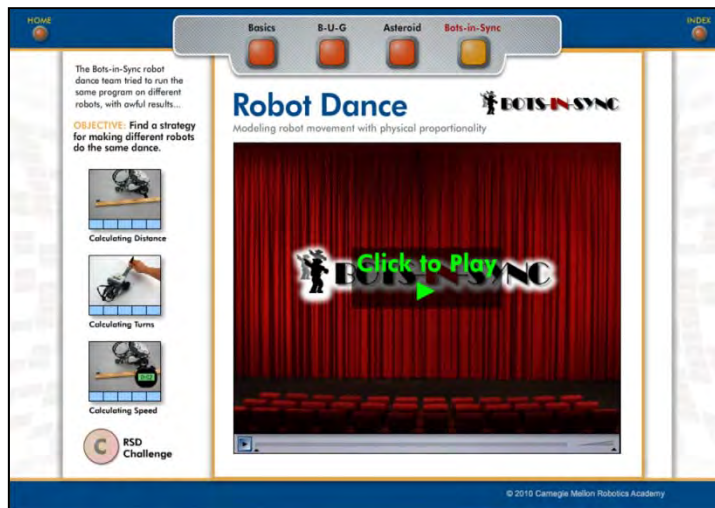 HOME
Basics
B-U-G
Asteroid
Bots-in-Sync
INDEX
The Bots-in-Sync robot
dance team tried to run the
same program on different
robots, with awful results...
OBJECTIVE: Find a strategy
for making different robots
do the same dance.
Calculating Distance
Calculating Turns
Calculating Speed
C
RSD
Challenge
Robot Dance
BOTS-IN-SYNC
Modeling robot movement with physical proportionality
BOTS-IN-SYNC
Click to Play
© 2010 Carnegie Mellon Robotics Academy